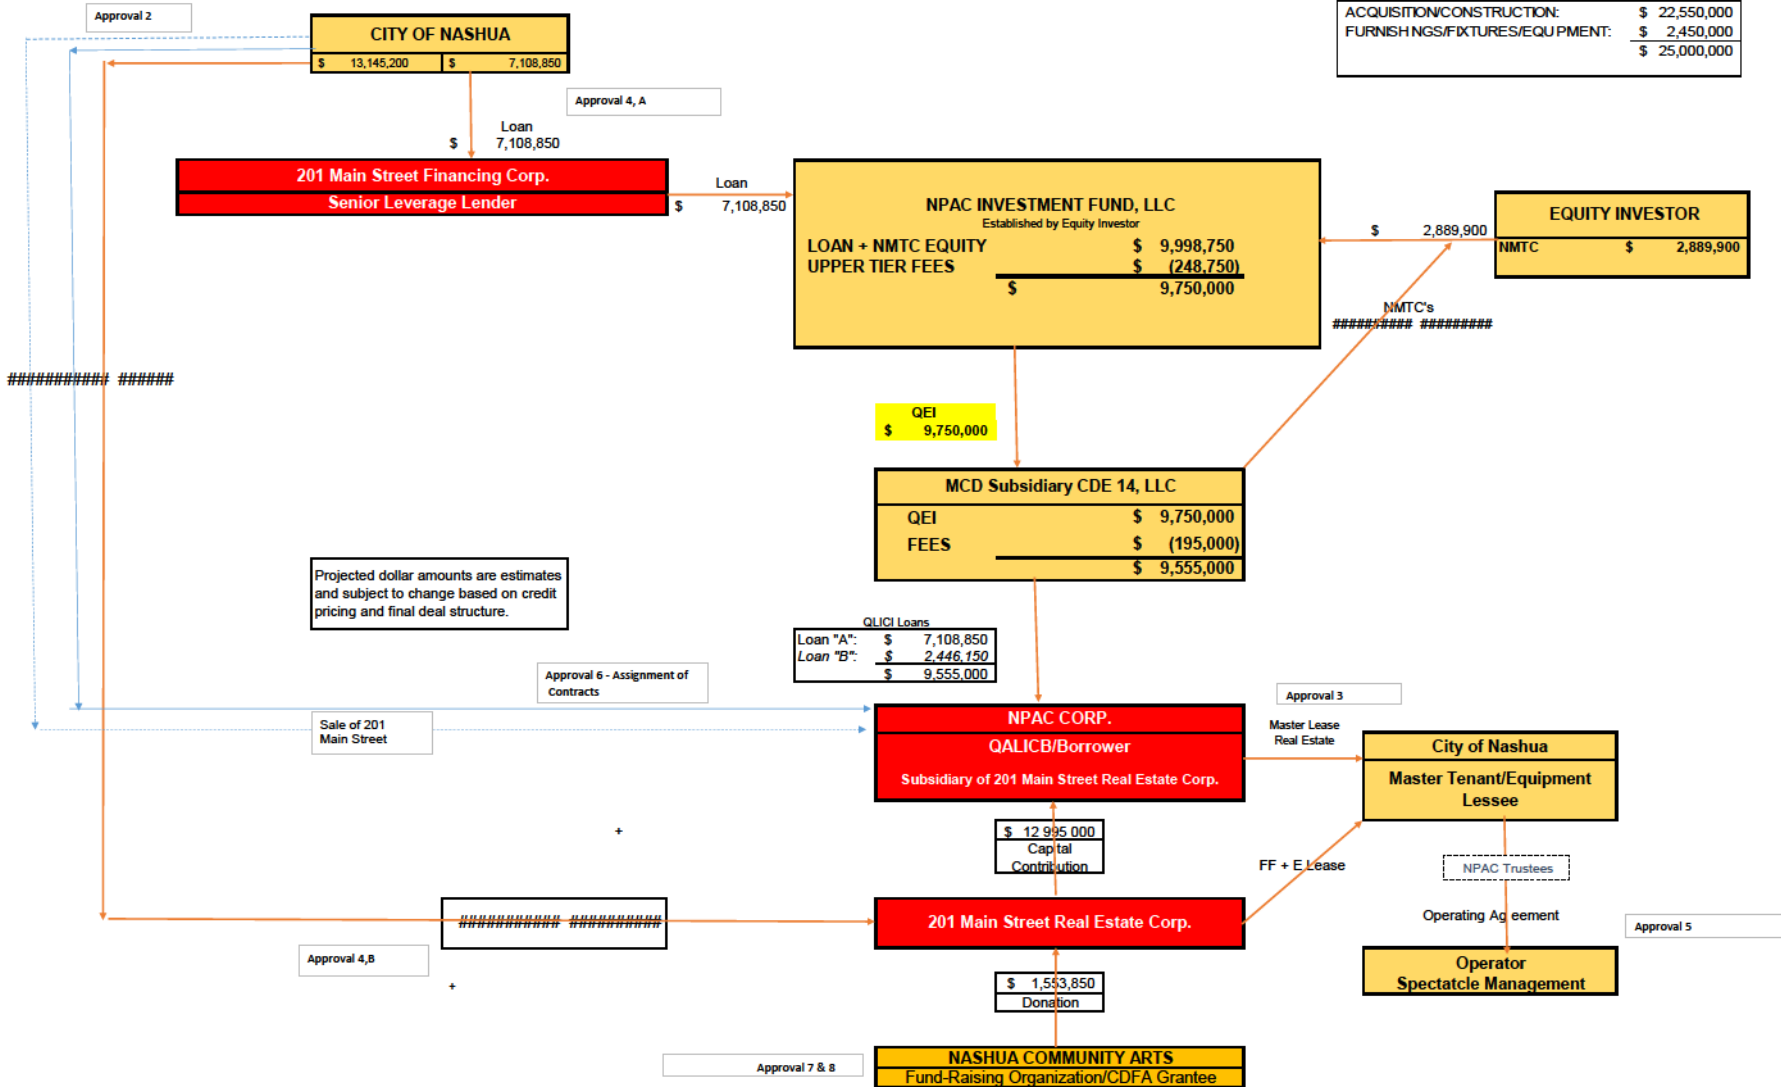 Approval 2
CITY OF NASHUA
$ 13,145,200 $ 7,108,850
ACQUISITION/CONSTRUCTION: $ 22,550,000
FURNISH NGS/FIXTURES/EQU PMENT: $ 2,450,000
$ 25,000,000
Approval 4, A
Loan
$ 7,108,850
201 Main Street Financing Corp.
Senior Leverage Lender
Loan
$ 7,108,850
NPAC INVESTMENT FUND, LLC
Established by Equity Investor
LOAN + NMTC EQUITY $ 9,998,750
UPPER TIER FEES $ (248,750)
$ 9,750,000
$ 2,889,900
EQUITY INVESTOR
NMTC $ 2,889,900
NMTC's
########## #########
########### ######
QEI
$ 9,750,000
MCD Subsidiary CDE 14, LLC
QEI $ 9,750,000
FEES $ (195,000)
$ 9,555,000
Projected dollar amounts are estimates
and subject to change based on credit
pricing and final deal structure.
QLICI Loans
Loan "A": $ 7,108,850
Loan "B": $ 2,446,150
$ 9,555,000
Approval 6 - Assignment of
Contracts
Sale of 201
Main Street
NPAC CORP.
QALICB/Borrower
Subsidiary of 201 Main Street Real Estate Corp.
Approval 3
Master Lease
Real Estate
City of Nashua
Master Tenant/Equipment
Lessee
+
$ 12 995 000
Capital
Contribution
FF + E Lease
NPAC Trustees
Operating Ag eement
Approval 5
########### ##########
201 Main Street Real Estate Corp.
Approval 4,B
+
$ 1,553,850
Donation
Operator
Spectatcle Management
Approval 7 & 8
NASHUA COMMUNITY ARTS
Fund-Raising Organization/CDFA Grantee